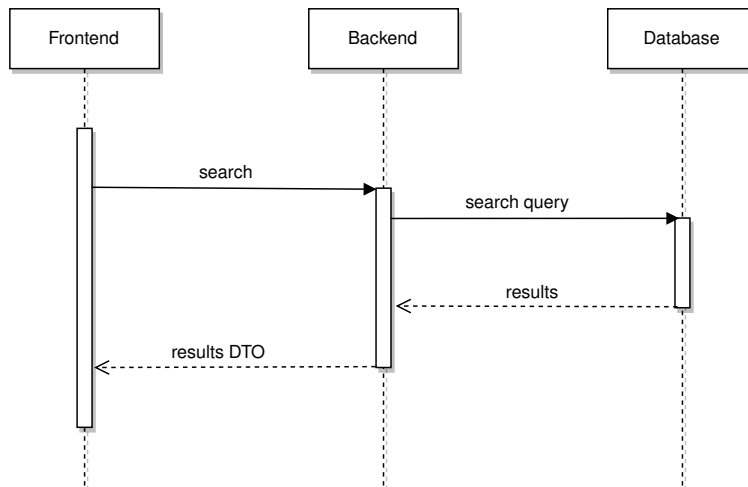 Frontend
Backend
Database
search
search query
results
results DTO